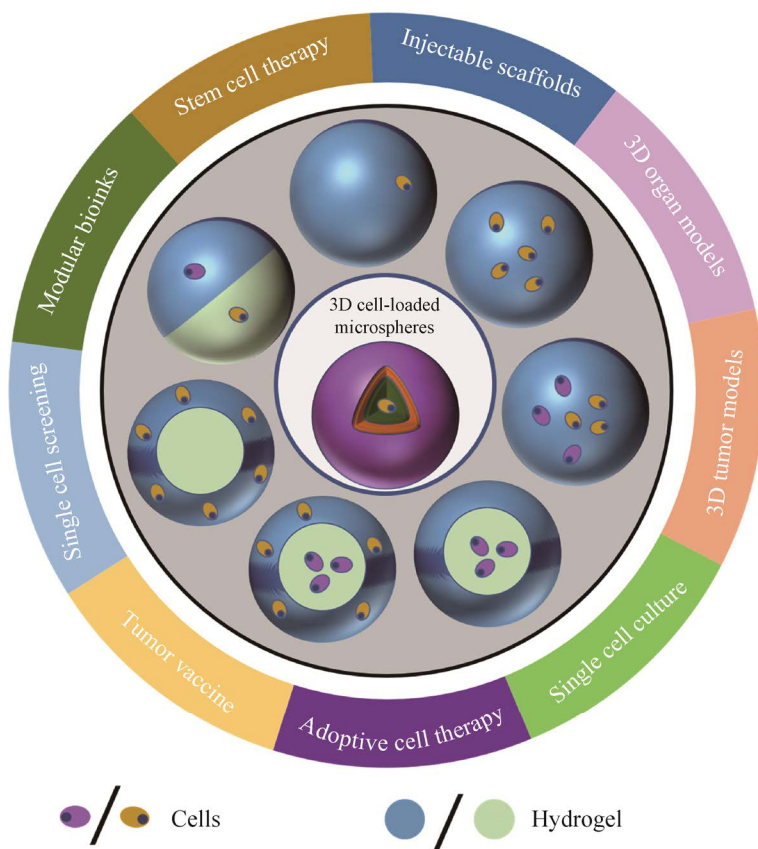 Stem cell therapy
Injectable scaffolds
3D organ models
3D tumor models
Single cell culture
Adoptive cell therapy
Tumor vaccine
Single cell screening
Modular bioinks
3D cell-loaded
microspheres
Cells
Hydrogel